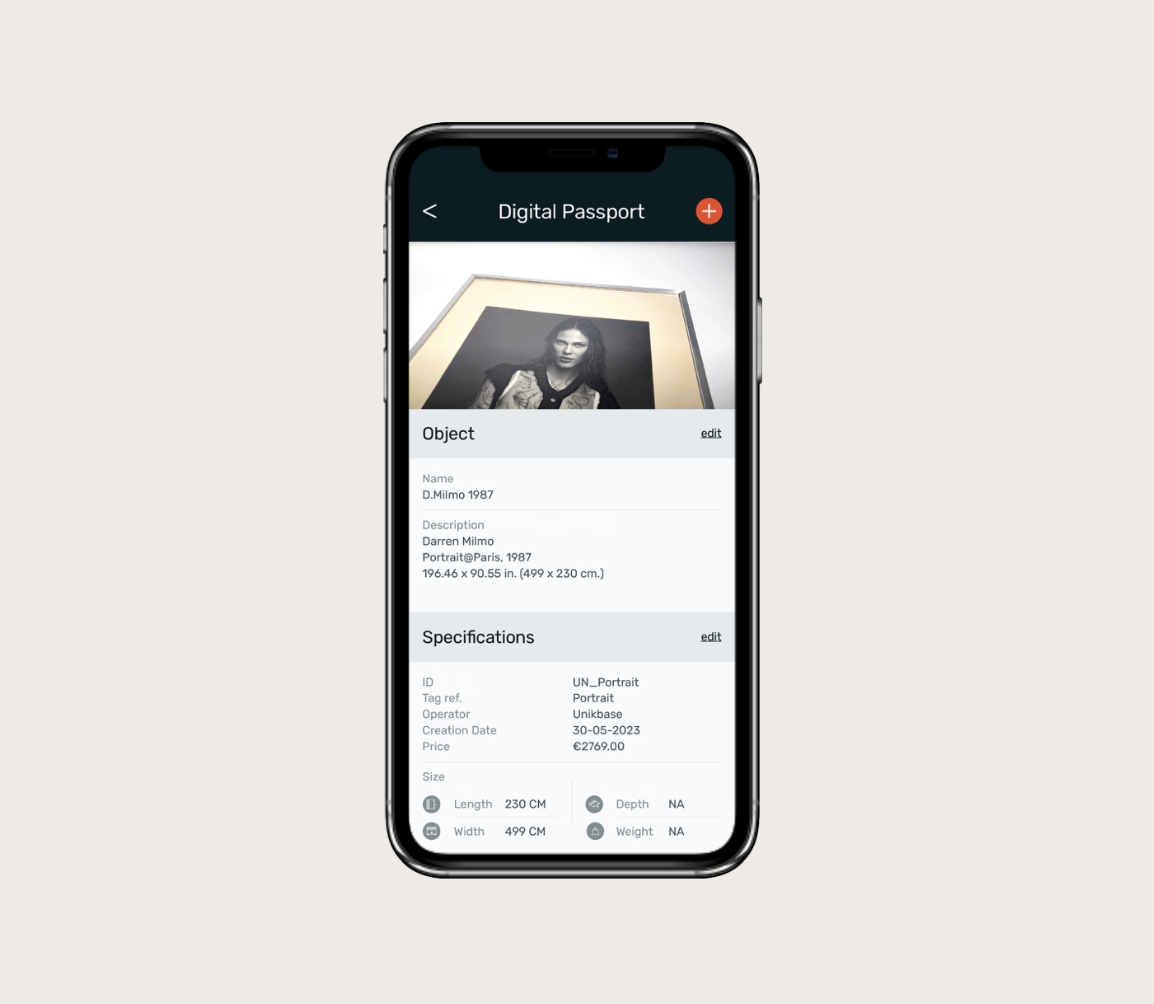 < Digital Passport +
Object edit
Name
D.Milmo 1987
Description
Darren Milmo
Portrait@Paris, 1987
196.46 x 90.55 in. (499 x 230 cm.)
Specifications edit
ID UN_Portrait
Tag ref. Portrait
Operator Unikbase
Creation Date 30-05-2023
Price €2769.00
Size
Length 230 CM Depth NA
Width 499 CM Weight NA